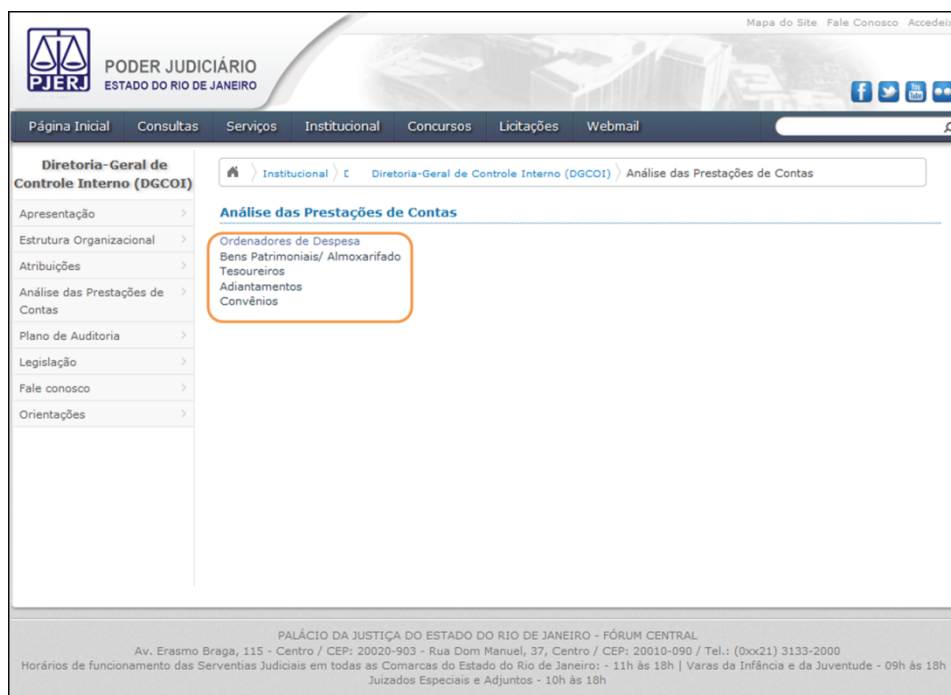 Mapa do Site Fale Conosco
PJERJ
PODER JUDICIÁRIO
ESTADO DO RIO DE JANEIRO
Página Inicial Consultas Serviços Institucional Concursos Licitações Webmail
Diretoria-Geral de
Controle Interno (DGCOI)
Apresentação
Estrutura Organizacional
Atribuições
Análise das Prestações de
Contas
Plano de Auditoria
Legislação
Fale conosco
Orientações
Institucional Diretoria-Geral de Controle Interno (DGCOI) Análise das Prestações de Contas
Análise das Prestações de Contas
Ordenadores de Despesa
Bens Patrimoniais/ Almoxarifado
Tesoureiros
Adiantamentos
Convênios
PALÁCIO DA JUSTIÇA DO ESTADO DO RIO DE JANEIRO - FÓRUM CENTRAL
Av. Erasmo Braga, 115 - Centro / CEP: 20020-903 - Rua Dom Manuel, 37, Centro / CEP: 20010-090 / Tel.: (0xx21) 3133-2000
Horários de funcionamento das Serventias Judiciais em todas as Comarcas do Estado do Rio de Janeiro: - 11h às 18h | Varas da Infância e da Juventude - 09h às 18h
Juizados Especiais e Adjuntos - 10h às 18h